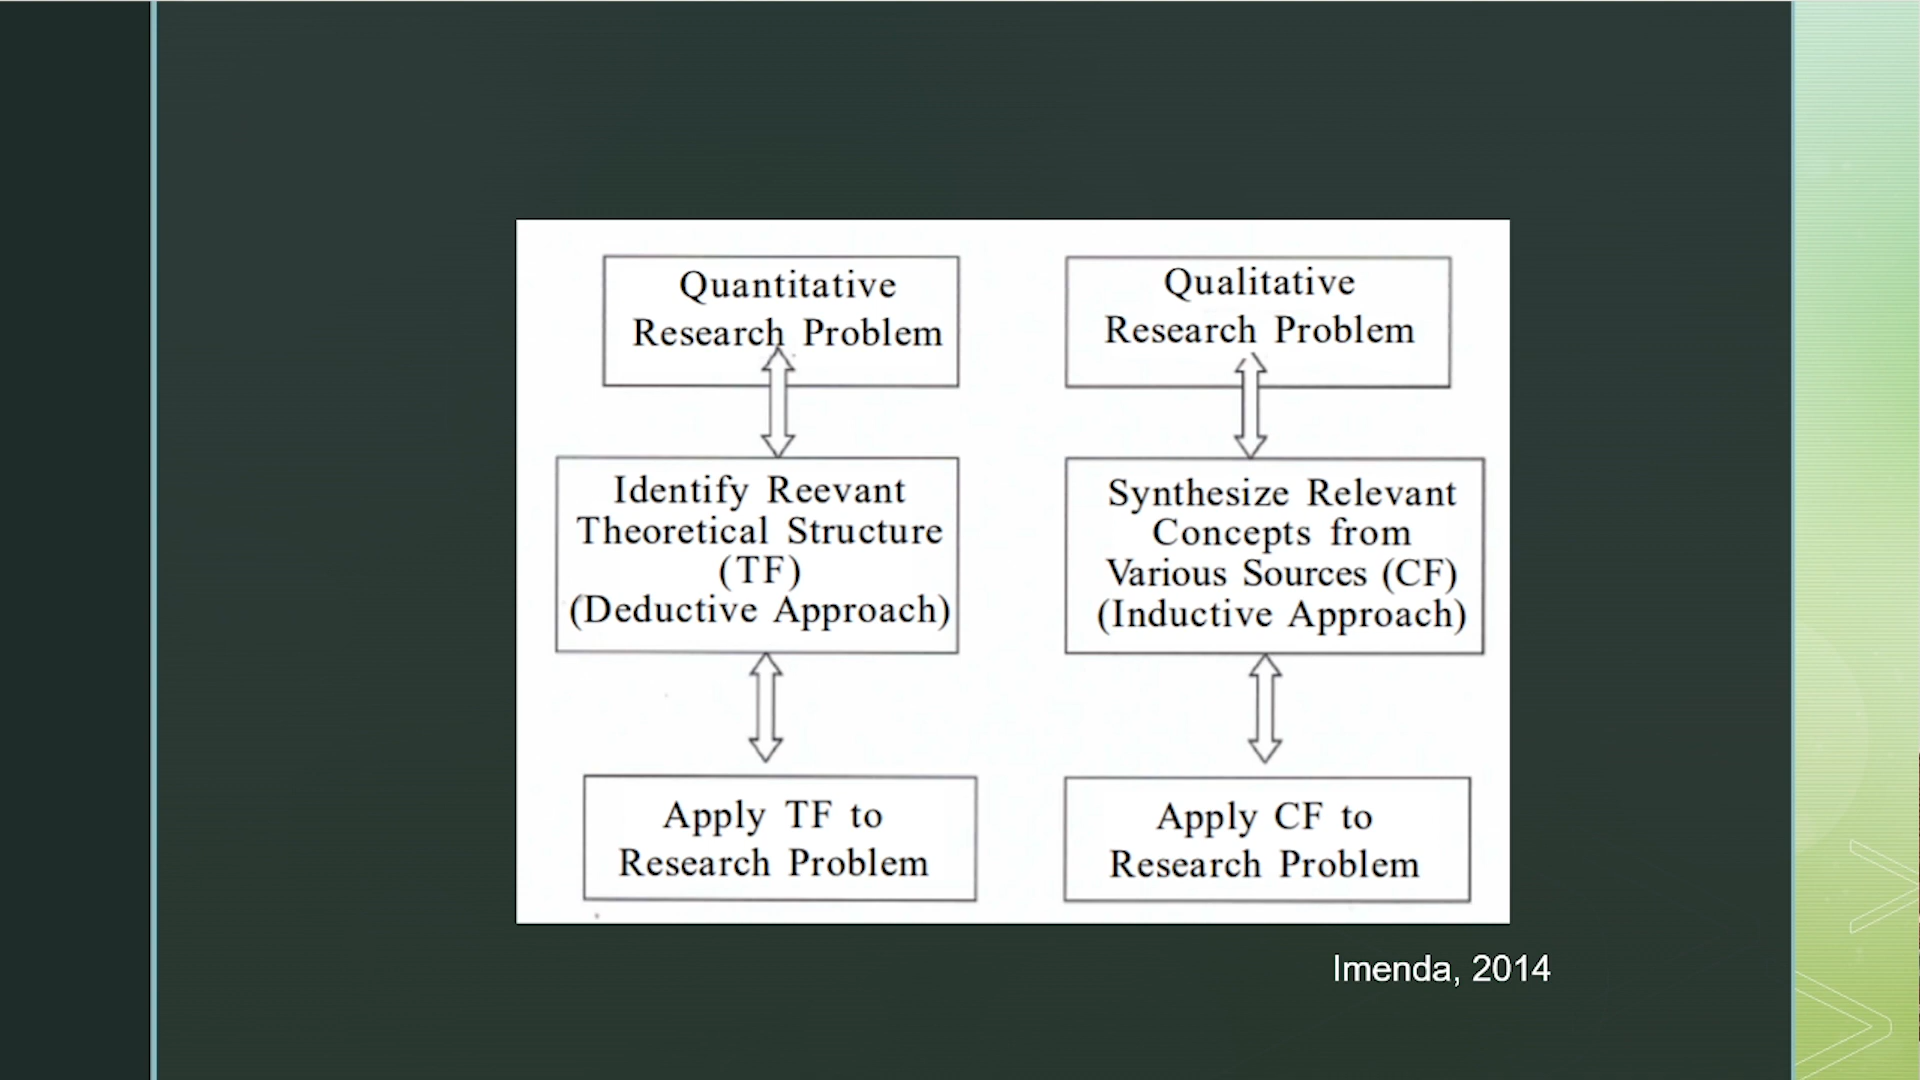 Quantitative
Research Problem
Identify Reevant
Theoretical Structure
(TF)
(Deductive Approach)
Apply TF to
Research Problem
Qualitative
Research Problem
Synthesize Relevant
Concepts from
Various Sources (CF)
(Inductive Approach)
Apply CF to
Research Problem
Imenda, 2014